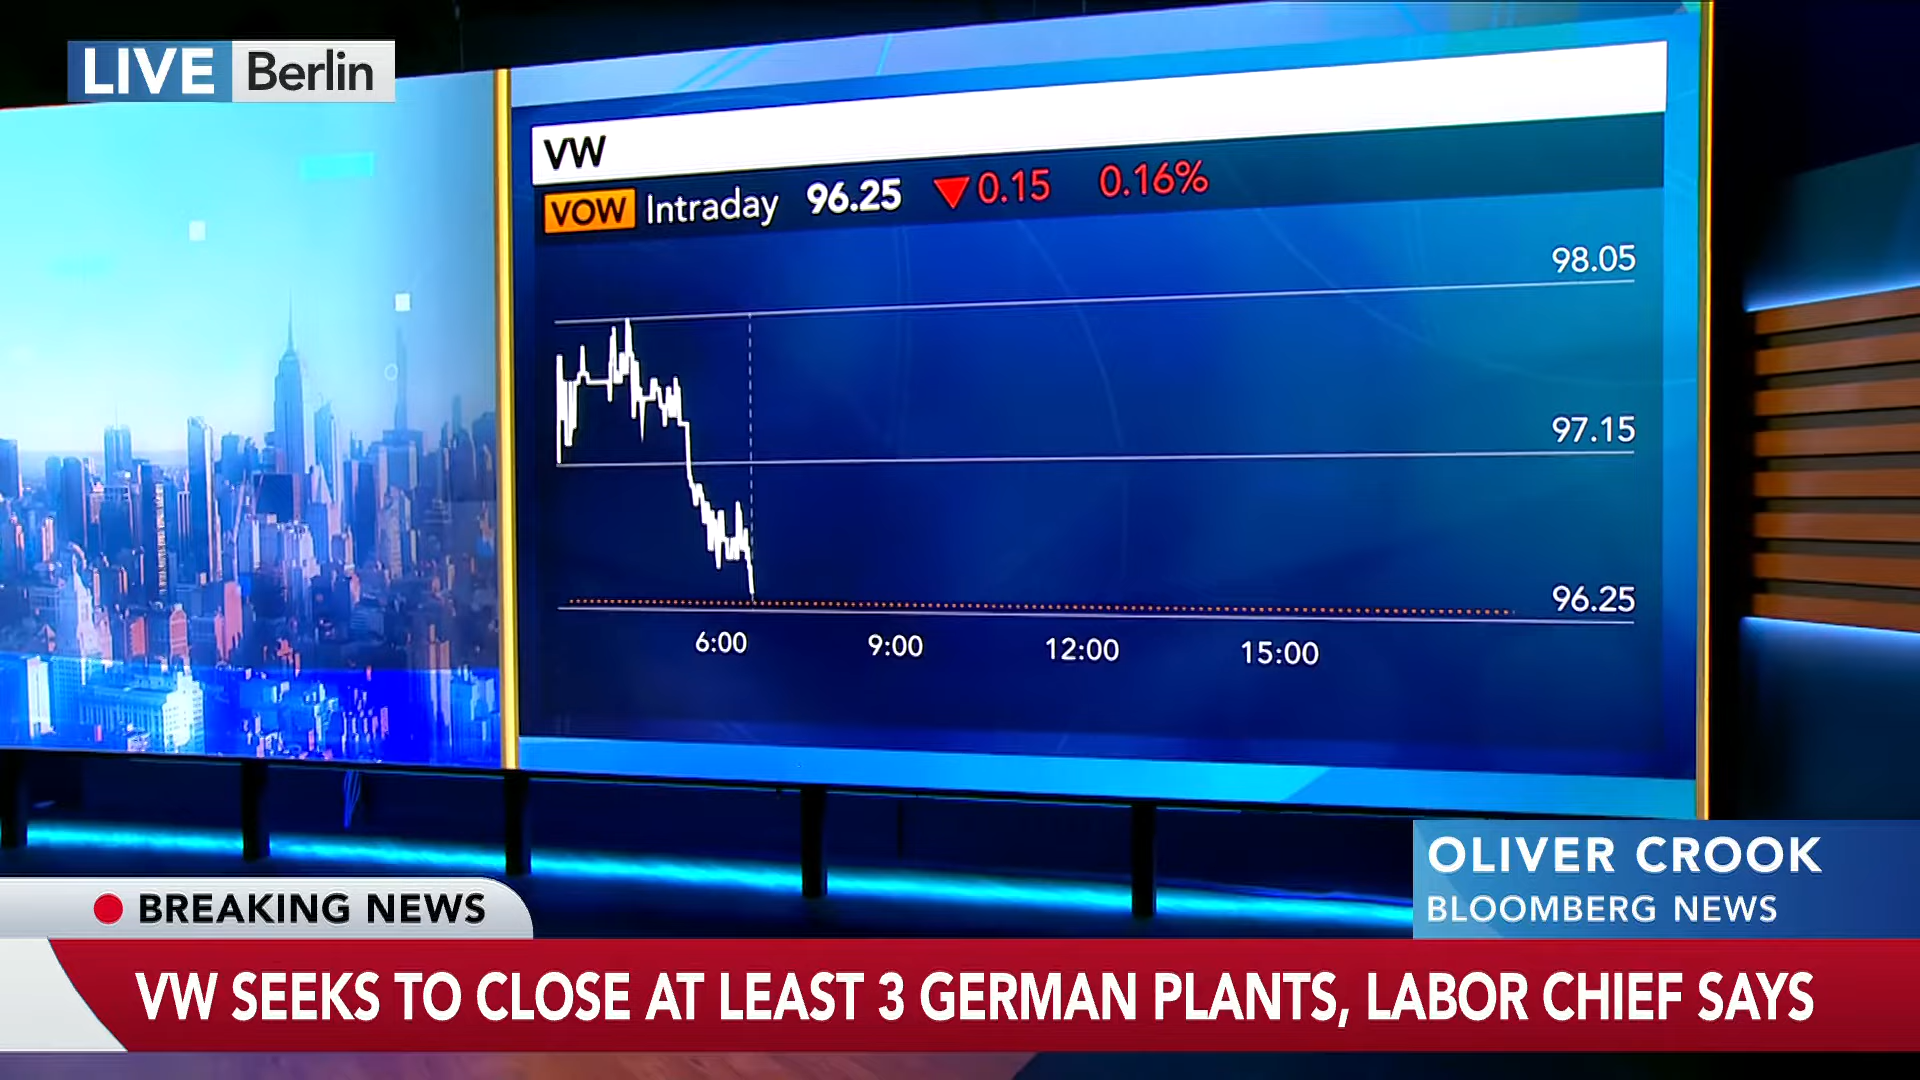 LIVE Berlin
VW
VOW Intraday 96.25 ▼0.15 0.16%
98.05
97.15
96.25
6:00 9:00 12:00 15:00
OLIVER CROOK
BLOOMBERG NEWS
BREAKING NEWS
VW SEEKS TO CLOSE AT LEAST 3 GERMAN PLANTS, LABOR CHIEF SAYS